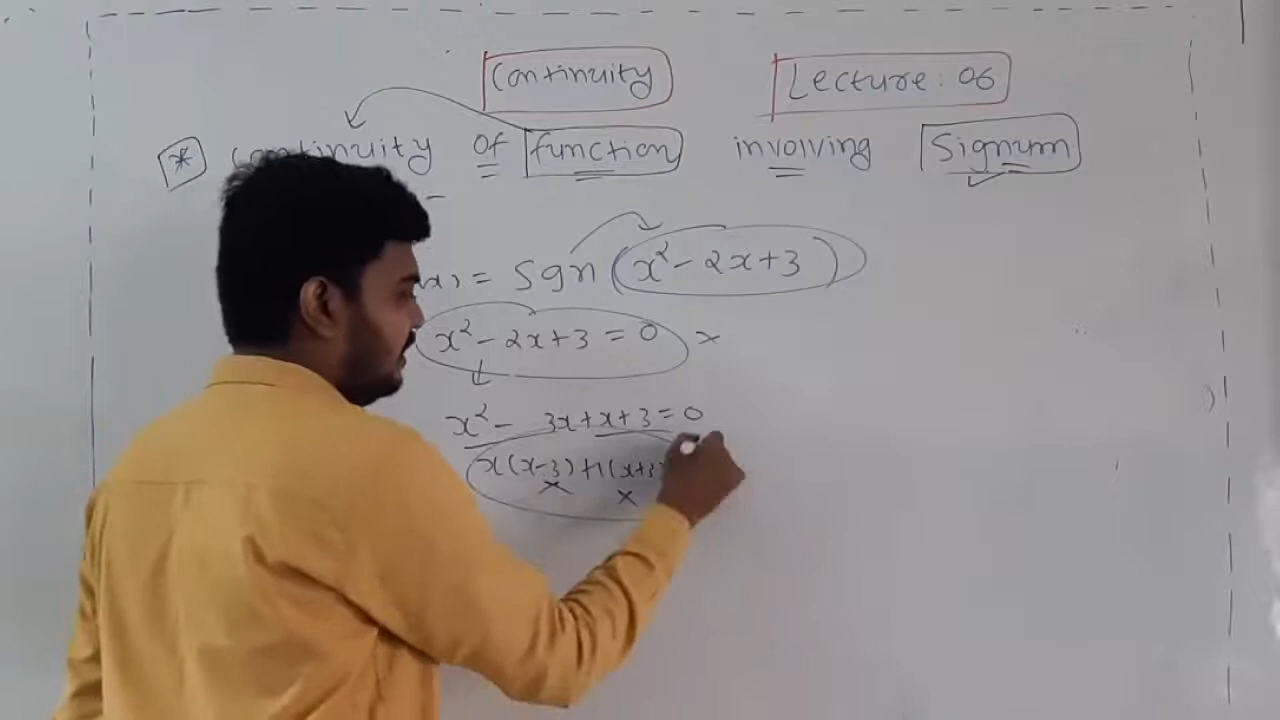 Continuity
Lecture: 06
* continuity of function involving Signum
(x) = Sgn (x² - 2x + 3)
x² - 2x + 3 = 0 ×
x² - 3x + x + 3 = 0
x(x-3) + 1(x+3)
× ×